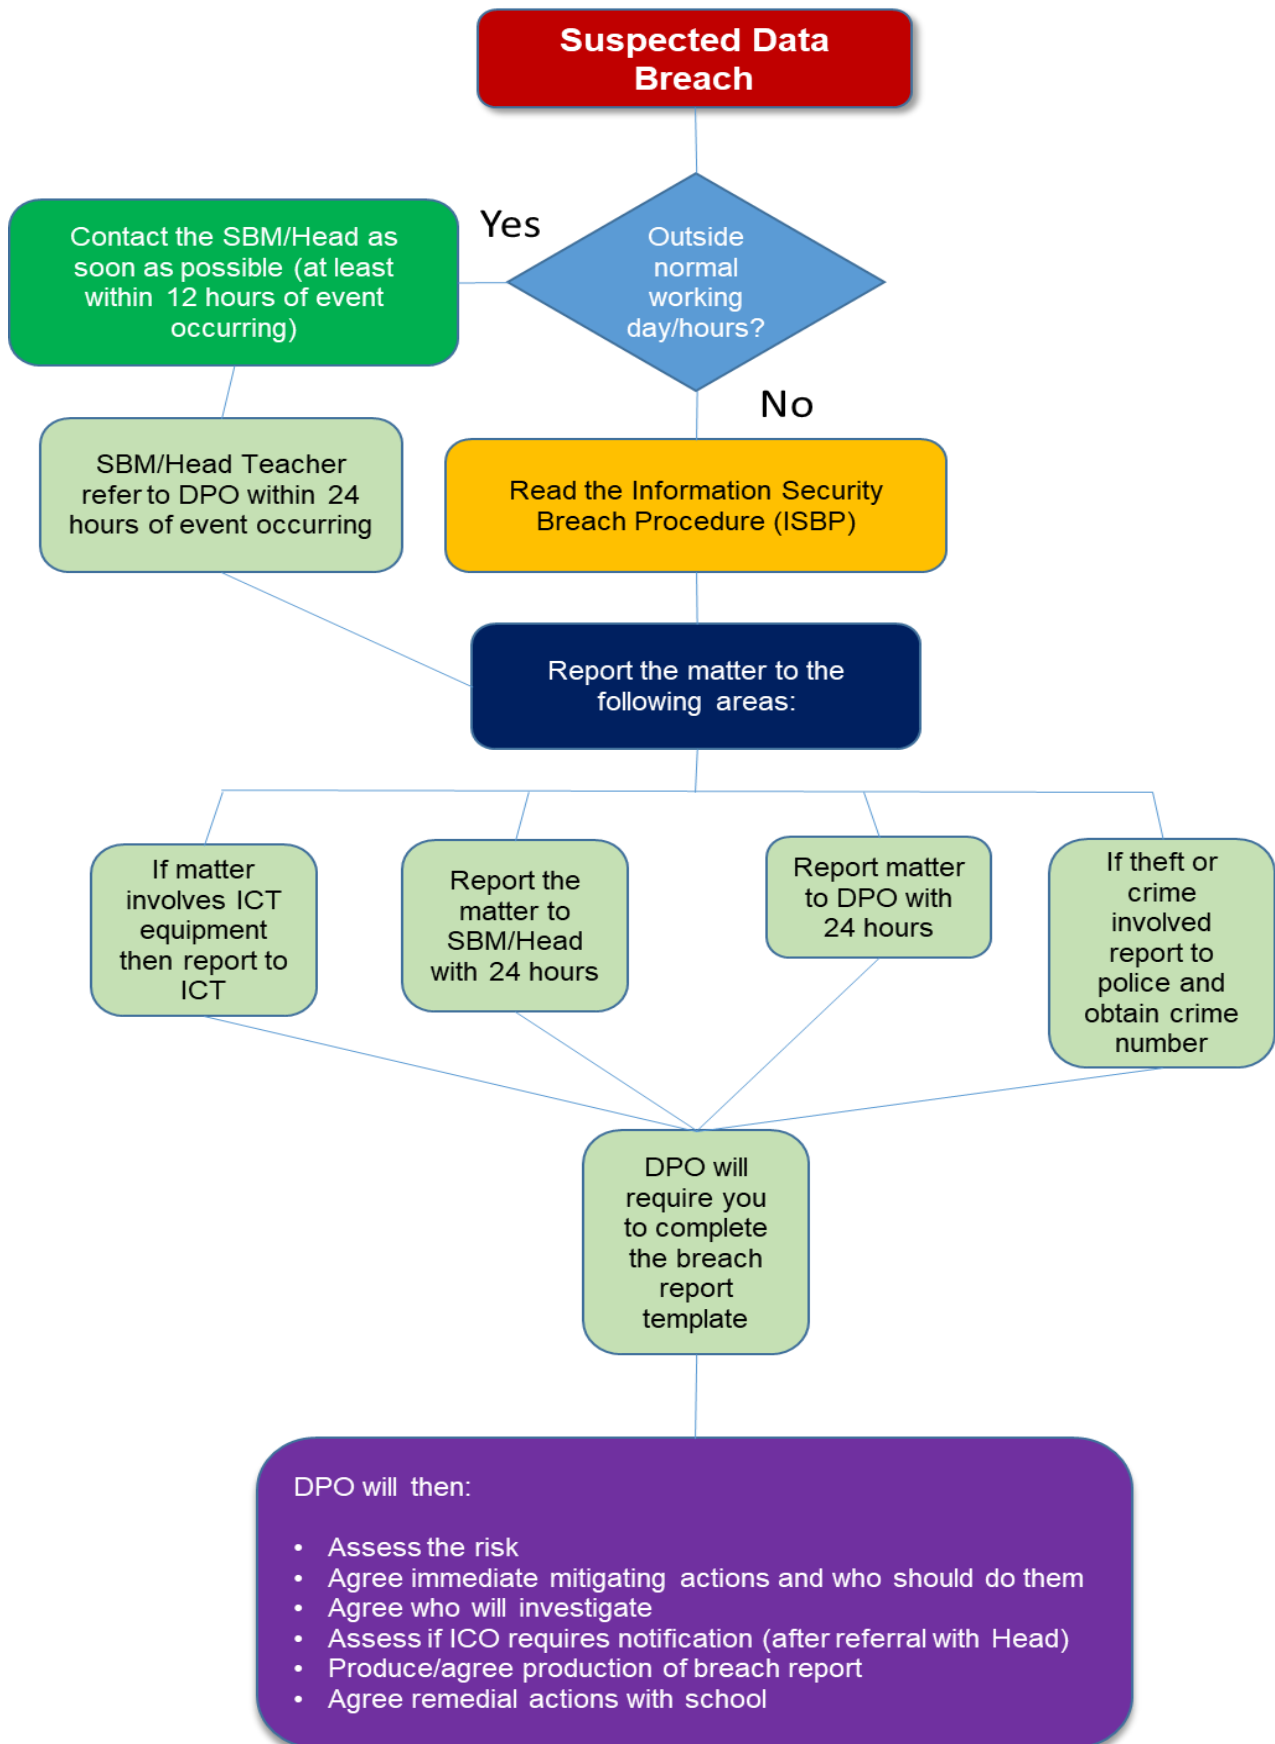 Suspected Data
Breach
Yes
Outside
normal
working
day/hours?
Contact the SBM/Head as
soon as possible (at least
within 12 hours of event
occurring)
No
SBM/Head Teacher
refer to DPO within 24
hours of event occurring
Read the Information Security
Breach Procedure (ISBP)
Report the matter to the
following areas:
If matter
involves ICT
equipment
then report to
ICT
Report the
matter to
SBM/Head
with 24 hours
Report matter
to DPO with
24 hours
If theft or
crime
involved
report to
police and
obtain crime
number
DPO will
require you
to complete
the breach
report
template
DPO will then:
• Assess the risk
• Agree immediate mitigating actions and who should do them
• Agree who will investigate
• Assess if ICO requires notification (after referral with Head)
• Produce/agree production of breach report
• Agree remedial actions with school